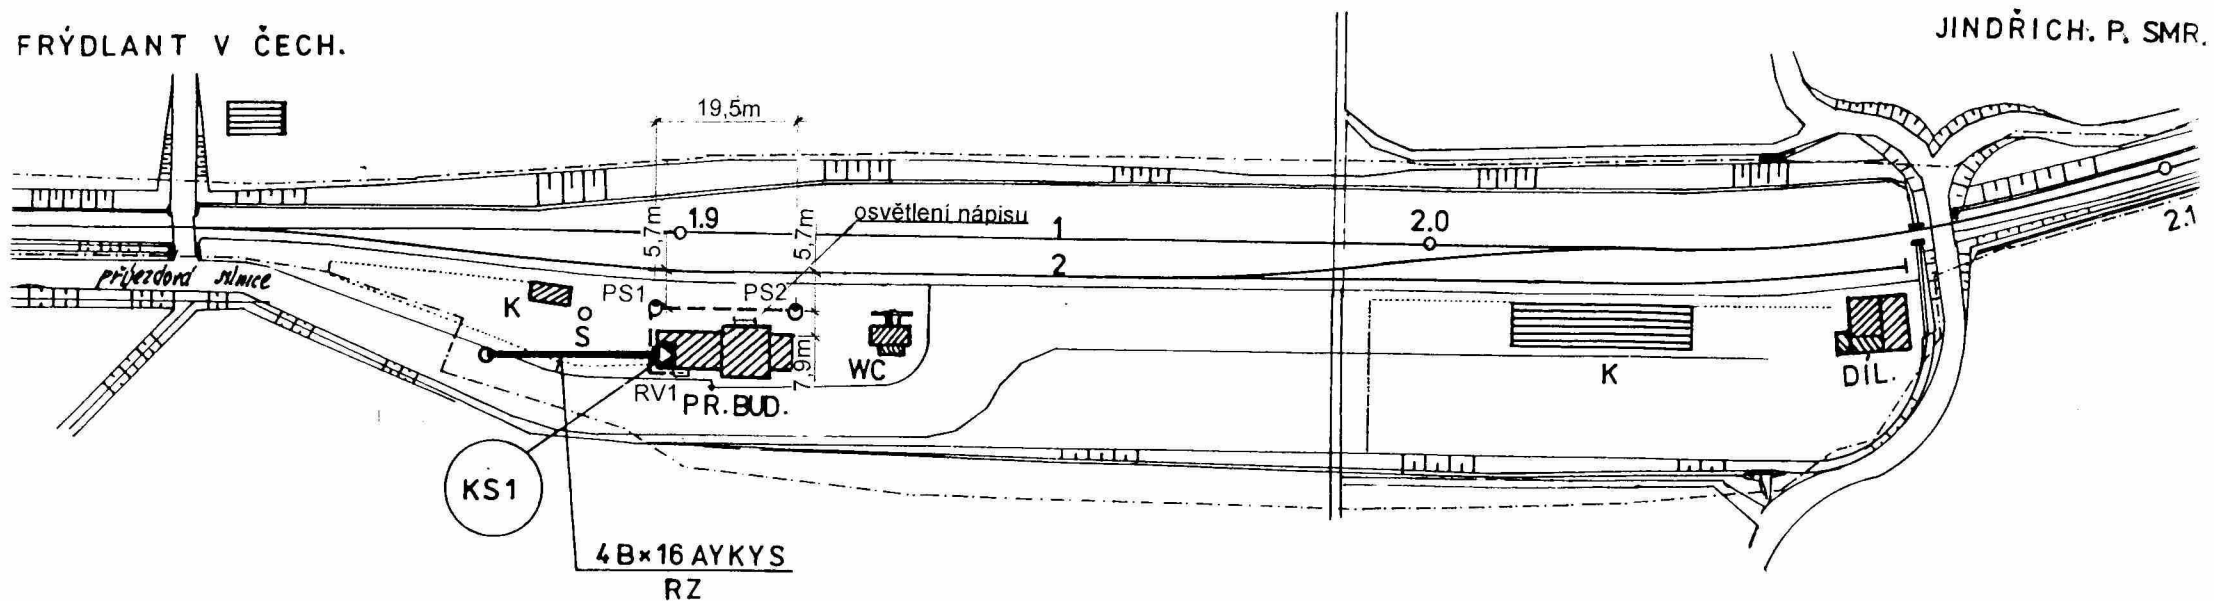 FRÝDLANT V ČECH.
JINDŘICH. P. SMR.
19,5m
5,7m
5,7m
1.9
osvětlení nápisu
1
2.0
2
2.1
příjezdová silnice
K
S
PS1
PS2
7,9m
WC
RV1
PŘ. BUD.
K
DÍL.
KS1
4B×16 AYKYS
RZ